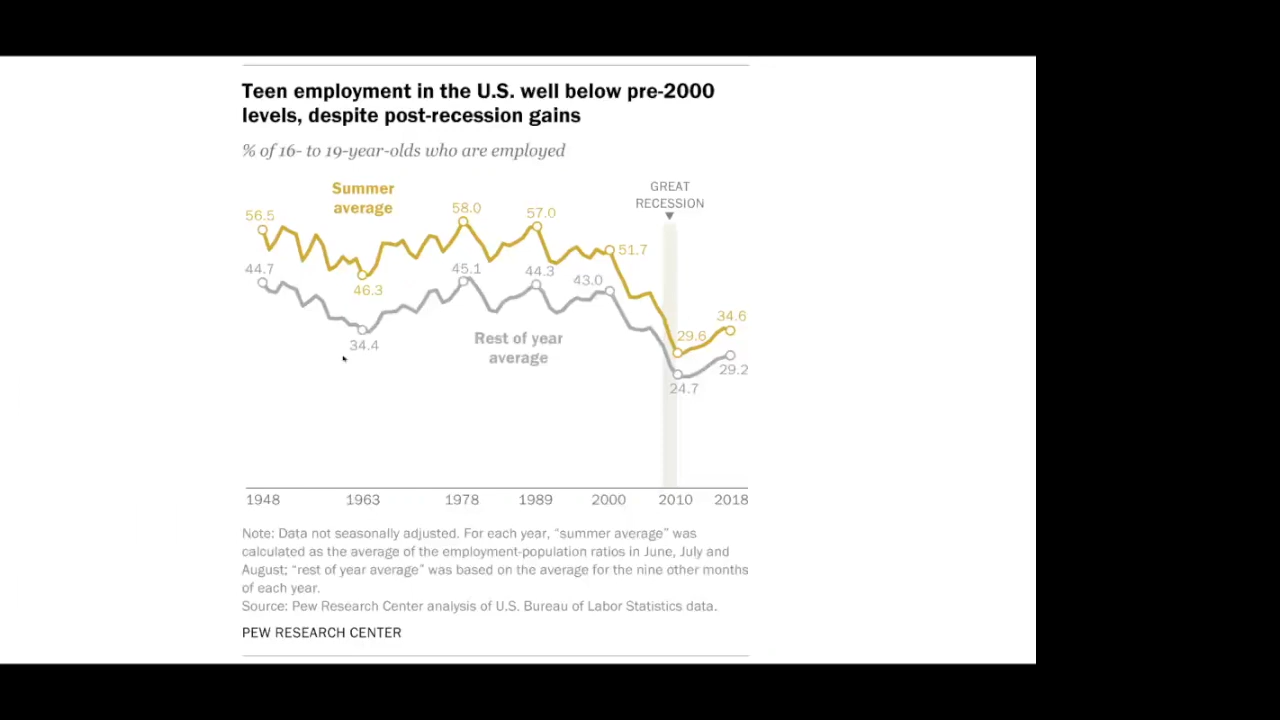 Teen employment in the U.S. well below pre-2000
levels, despite post-recession gains
% of 16- to 19-year-olds who are employed
Summer
average
GREAT
RECESSION
56.5
58.0
57.0
51.7
44.7
46.3
45.1
44.3
43.0
34.6
29.6
34.4
Rest of year
average
29.2
24.7
1948
1963
1978
1989
2000
2010
2018
Note: Data not seasonally adjusted. For each year, “summer average” was
calculated as the average of the employment-population ratios in June, July and
August; “rest of year average” was based on the average for the nine other months
of each year.
Source: Pew Research Center analysis of U.S. Bureau of Labor Statistics data.
PEW RESEARCH CENTER